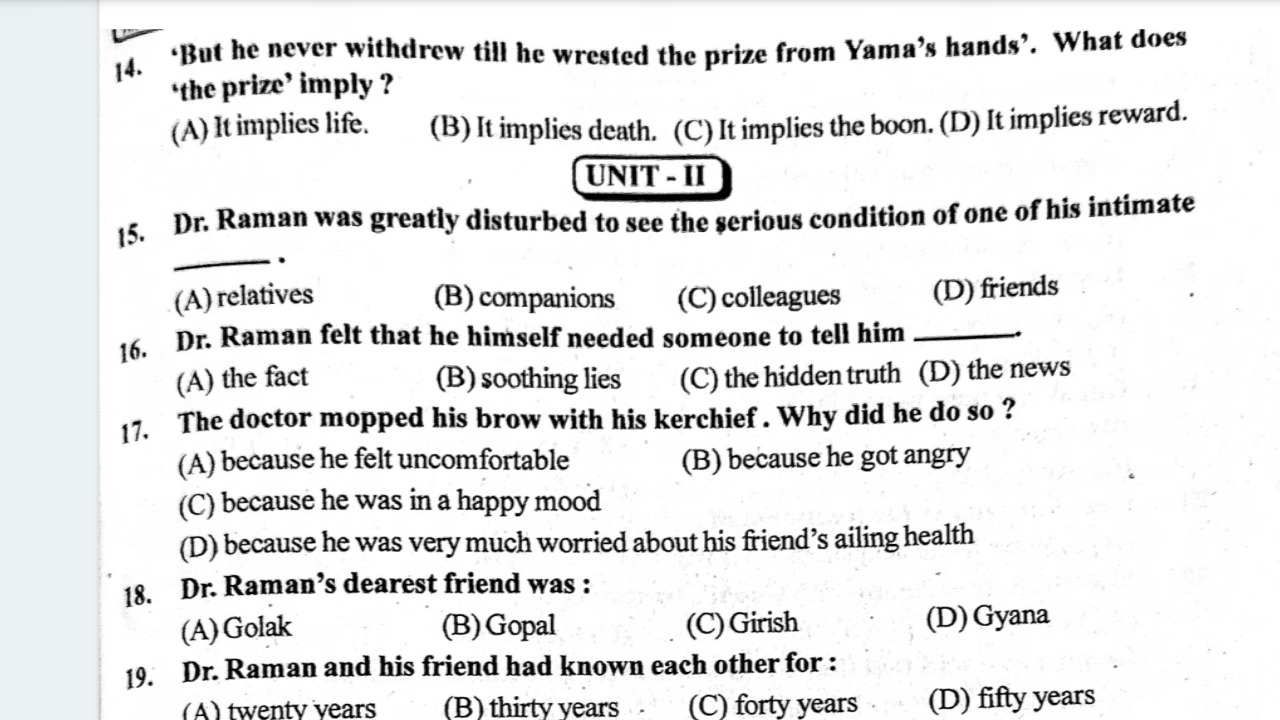 14. ‘But he never withdrew till he wrested the prize from Yama’s hands’. What does
‘the prize’ imply ?
(A) It implies life. (B) It implies death. (C) It implies the boon. (D) It implies reward.
UNIT - II
15. Dr. Raman was greatly disturbed to see the serious condition of one of his intimate
_______ .
(A) relatives (B) companions (C) colleagues (D) friends
16. Dr. Raman felt that he himself needed someone to tell him _______.
(A) the fact (B) soothing lies (C) the hidden truth (D) the news
17. The doctor mopped his brow with his kerchief . Why did he do so ?
(A) because he felt uncomfortable (B) because he got angry
(C) because he was in a happy mood
(D) because he was very much worried about his friend’s ailing health
18. Dr. Raman’s dearest friend was :
(A) Golak (B) Gopal (C) Girish (D) Gyana
19. Dr. Raman and his friend had known each other for :
(A) twenty years (B) thirty years (C) forty years (D) fifty years